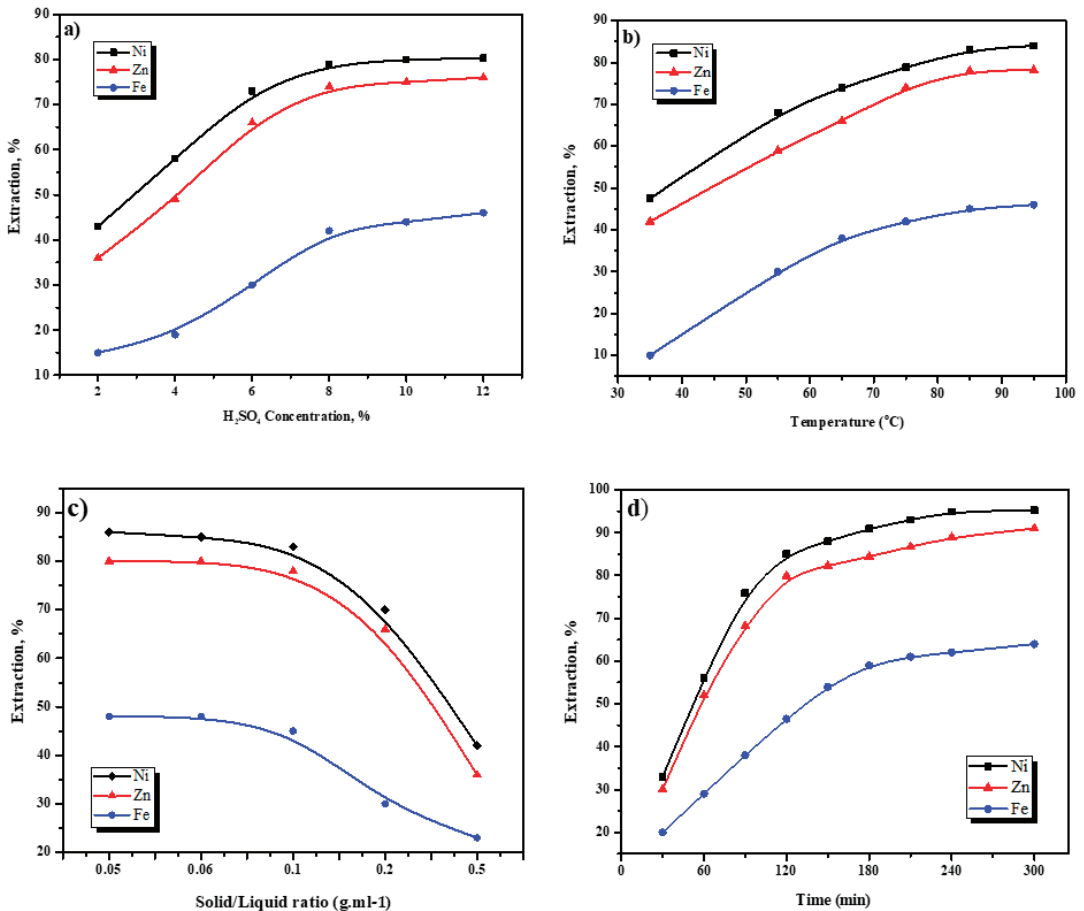 a)
Ni
Zn
Fe
Extraction, %
90
80
70
60
50
40
30
20
10
2 4 6 8 10 12
H₂SO₄ Concentration, %
b)
Ni
Zn
Fe
Extraction, %
90
80
70
60
50
40
30
20
10
30 40 50 60 70 80 90 100
Temperature (°C)
c)
Ni
Zn
Fe
Extraction, %
90
80
70
60
50
40
30
20
0.05 0.06 0.1 0.2 0.5
Solid/Liquid ratio (g.ml-1)
d)
Ni
Zn
Fe
Extraction, %
100
90
80
70
60
50
40
30
20
0 60 120 180 240 300
Time (min)